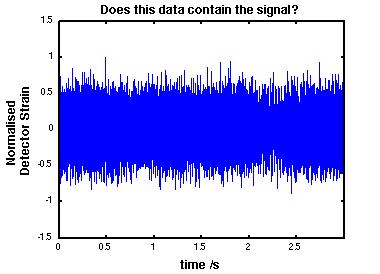 Does this data contain the signal?
1.5
1
0.5
0
-0.5
-1
-1.5
Normalised
Detector Strain
0 0.5 1 1.5 2 2.5
time /s